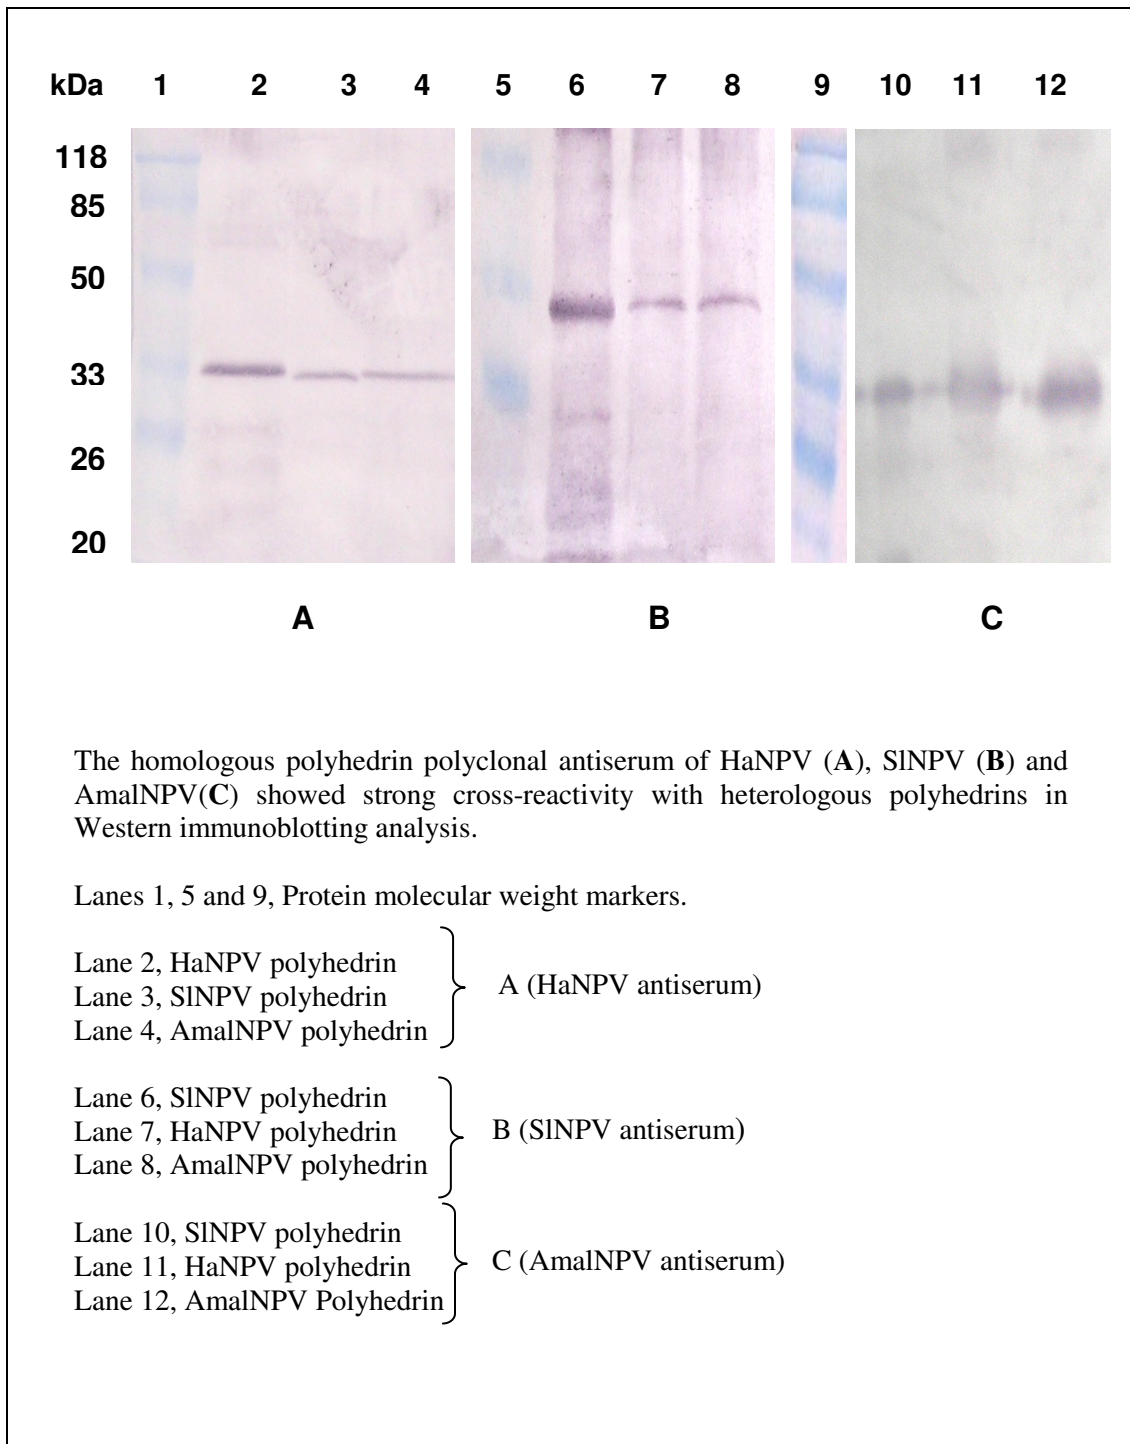 kDa 1 2 3 4 5 6 7 8 9 10 11 12
118
85
50
33
26
20
A B C
The homologous polyhedrin polyclonal antiserum of HaNPV (A), SlNPV (B) and
AmalNPV(C) showed strong cross-reactivity with heterologous polyhedrins in
Western immunoblotting analysis.
Lanes 1, 5 and 9, Protein molecular weight markers.
Lane 2, HaNPV polyhedrin
Lane 3, SlNPV polyhedrin
Lane 4, AmalNPV polyhedrin
A (HaNPV antiserum)
Lane 6, SlNPV polyhedrin
Lane 7, HaNPV polyhedrin
Lane 8, AmalNPV polyhedrin
B (SlNPV antiserum)
Lane 10, SlNPV polyhedrin
Lane 11, HaNPV polyhedrin
Lane 12, AmalNPV Polyhedrin
C (AmalNPV antiserum)